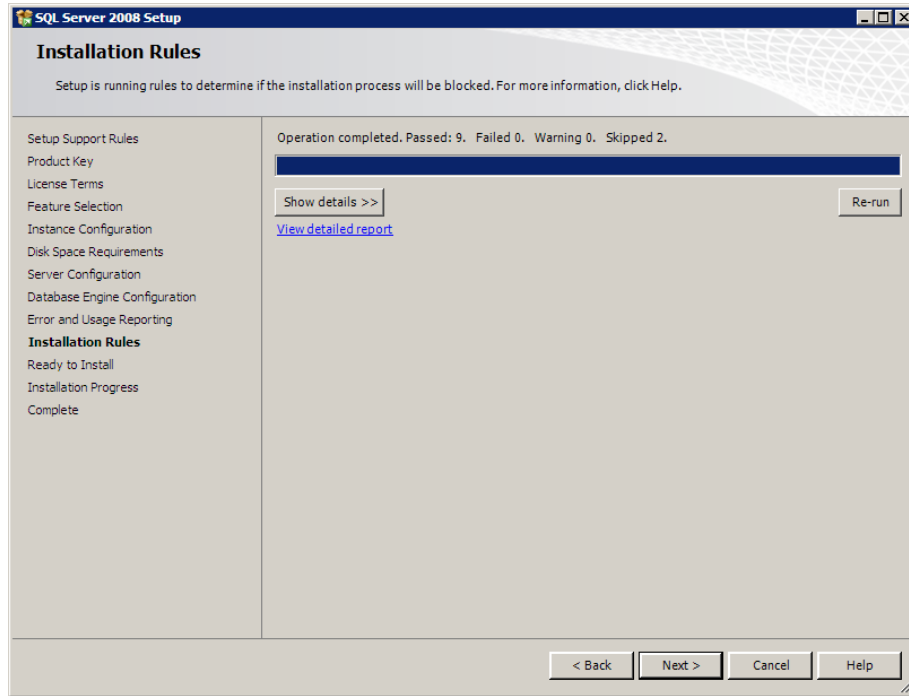 SQL Server 2008 Setup
Installation Rules
Setup is running rules to determine if the installation process will be blocked. For more information, click Help.
Setup Support Rules
Product Key
License Terms
Feature Selection
Instance Configuration
Disk Space Requirements
Server Configuration
Database Engine Configuration
Error and Usage Reporting
Installation Rules
Ready to Install
Installation Progress
Complete
Operation completed. Passed: 9. Failed 0. Warning 0. Skipped 2.
Show details >>
Re-run
View detailed report
< Back
Next >
Cancel
Help